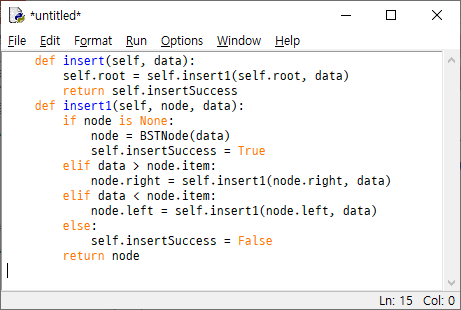 *untitled*
File Edit Format Run Options Window Help
    def insert(self, data):
        self.root = self.insert1(self.root, data)
        return self.insertSuccess
    def insert1(self, node, data):
        if node is None:
            node = BSTNode(data)
            self.insertSuccess = True
        elif data > node.item:
            node.right = self.insert1(node.right, data)
        elif data < node.item:
            node.left = self.insert1(node.left, data)
        else:
            self.insertSuccess = False
        return node
Ln: 15 Col: 0